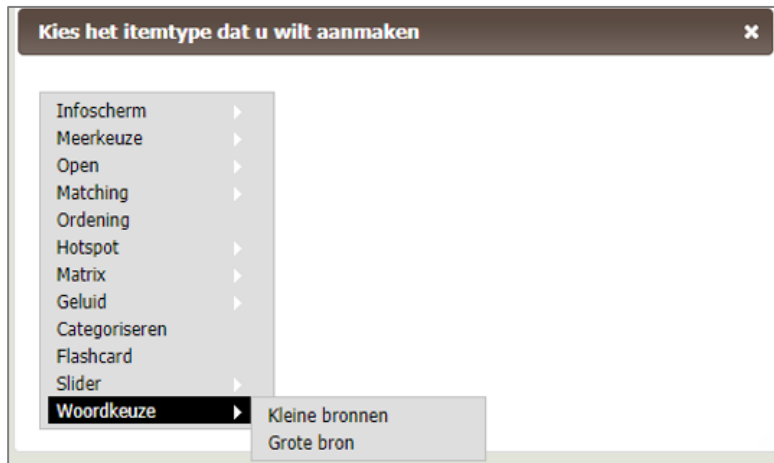 Kies het itemtype dat u wilt aanmaken
Infoscherm
Meerkeuze
Open
Matching
Ordening
Hotspot
Matrix
Geluid
Categoriseren
Flashcard
Slider
Woordkeuze
Kleine bronnen
Grote bron